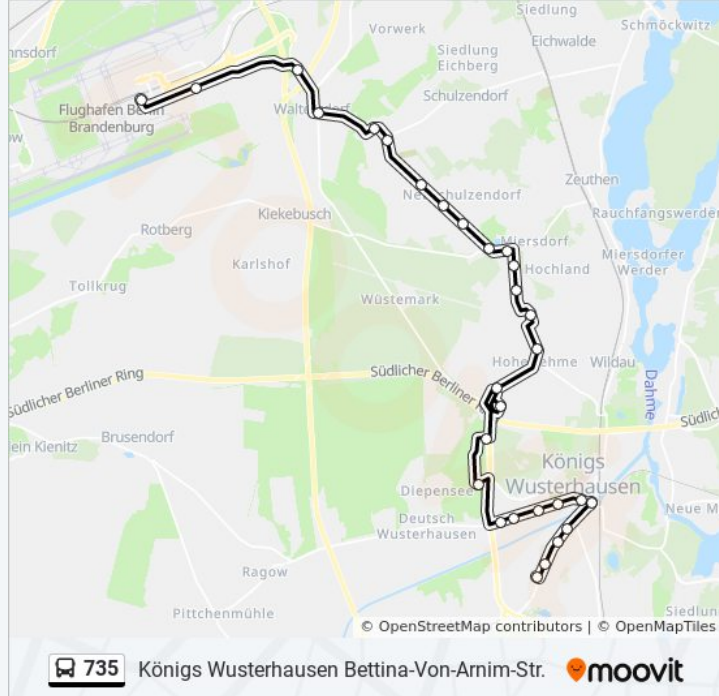 Siedlung
Schmöckwitz
Vorwerk
Eichwalde
Siedlung
Eichberg
Schulzendorf
Flughafen Berlin
Brandenburg
Zeuthen
Kiekebusch
Rauchfangswerder
Rotberg
Miersdorf
Miersdorfer
Werder
Karlshof
Hochland
Tollkrug
Wüstemark
Wildau
Südlicher Berliner Ring
Dahme
Brusendorf
Königs
Wusterhausen
Diepensee
Deutsch
Wusterhausen
Neue M
Ragow
Pittchenmühle
Siedlu
© OpenStreetMap contributors | © OpenMapTiles
735 Königs Wusterhausen Bettina-Von-Arnim-Str. moovit